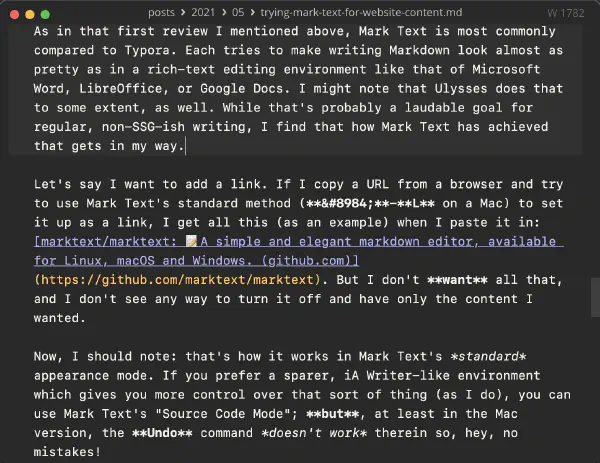 posts > 2021 > 05 > trying-mark-text-for-website-content.md
W 1782
As in that first review I mentioned above, Mark Text is most commonly
compared to Typora. Each tries to make writing Markdown look almost as
pretty as in a rich-text editing environment like that of Microsoft
Word, LibreOffice, or Google Docs. I might note that Ulysses does that
to some extent, as well. While that's probably a laudable goal for
regular, non-SSG-ish writing, I find that how Mark Text has achieved
that gets in my way.
Let's say I want to add a link. If I copy a URL from a browser and try
to use Mark Text's standard method (**&#8984;**-**L** on a Mac) to set
it up as a link, I get all this (as an example) when I paste it in:
[marktext/marktext: 📝A simple and elegant markdown editor, available
for Linux, macOS and Windows. (github.com)]
(https://github.com/marktext/marktext). But I don't **want** all that,
and I don't see any way to turn it off and have only the content I
wanted.
Now, I should note: that's how it works in Mark Text's *standard*
appearance mode. If you prefer a sparer, iA Writer-like environment
which gives you more control over that sort of thing (as I do), you can
use Mark Text's "Source Code Mode"; **but**, at least in the Mac
version, the **Undo** command *doesn't work* therein so, hey, no
mistakes!